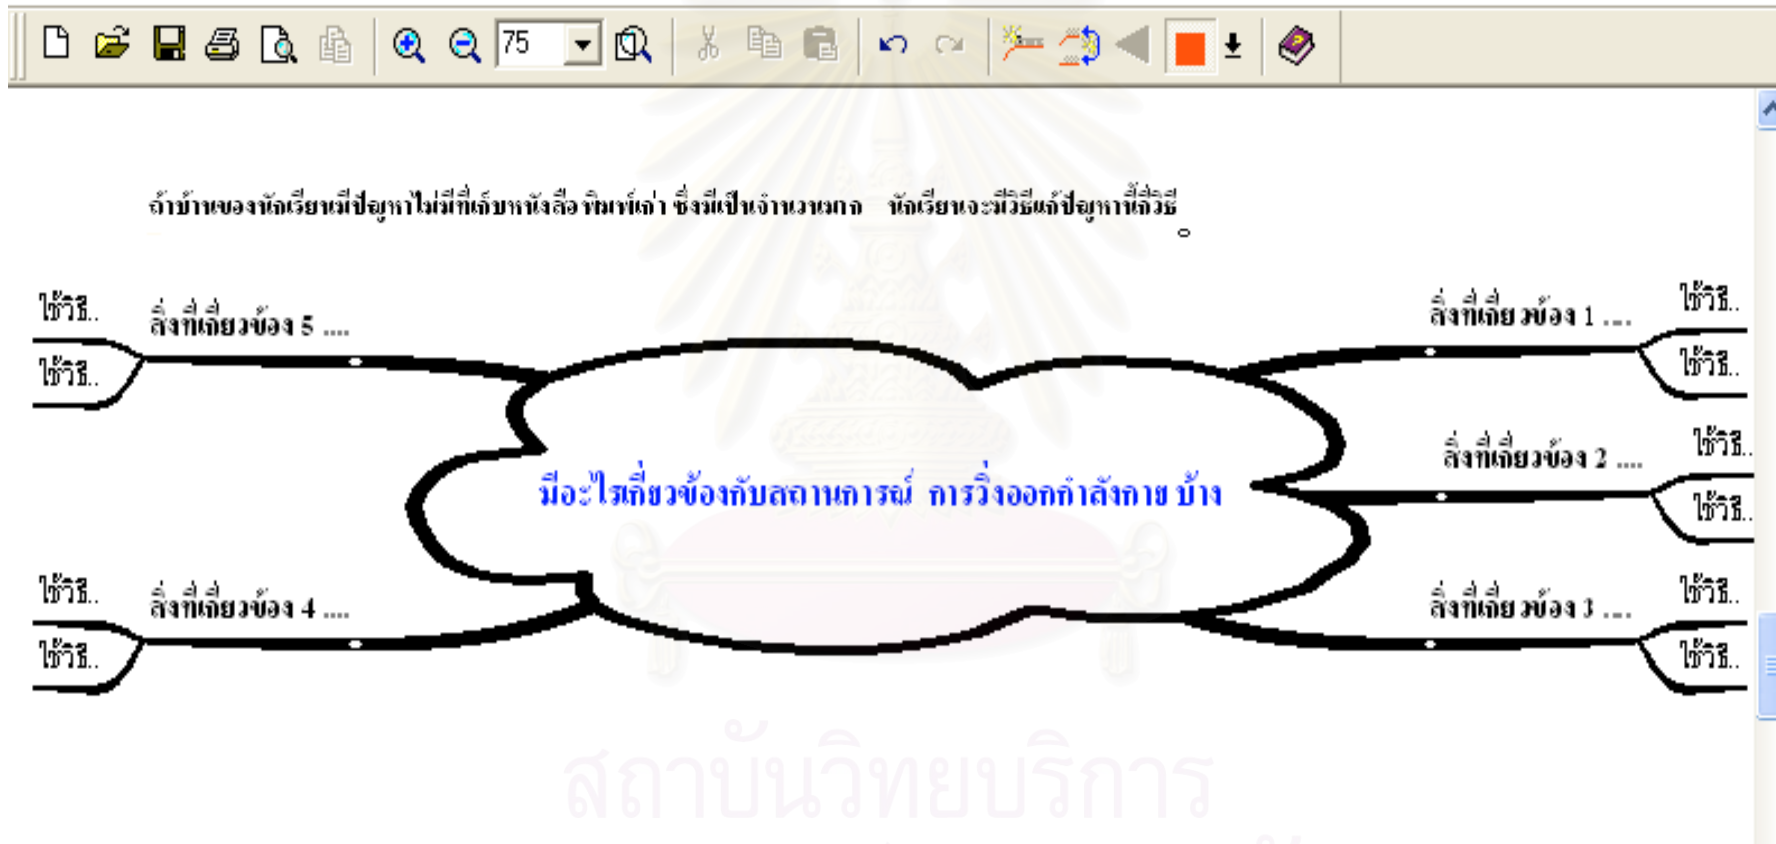 75
ถ้าบ้านของนักเรียนมีปัญหาไม่มีที่เก็บหนังสือพิมพ์เก่า ซึ่งมีเป็นจำนวนมาก นักเรียนจะมีวิธีแก้ปัญหานี้กี่วิธี
ใช้วิธี..
สิ่งที่เกี่ยวข้อง 5 ....
ใช้วิธี..
สิ่งที่เกี่ยวข้อง 1 ....
ใช้วิธี..
ใช้วิธี..
สิ่งที่เกี่ยวข้อง 2 ....
ใช้วิธี..
ใช้วิธี..
มีอะไรเกี่ยวข้องกับสถานการณ์ การวิ่งออกกำลังกาย บ้าง
ใช้วิธี..
สิ่งที่เกี่ยวข้อง 4 ....
ใช้วิธี..
สิ่งที่เกี่ยวข้อง 3 ....
ใช้วิธี..
ใช้วิธี..
สถาบันวิทยบริการ